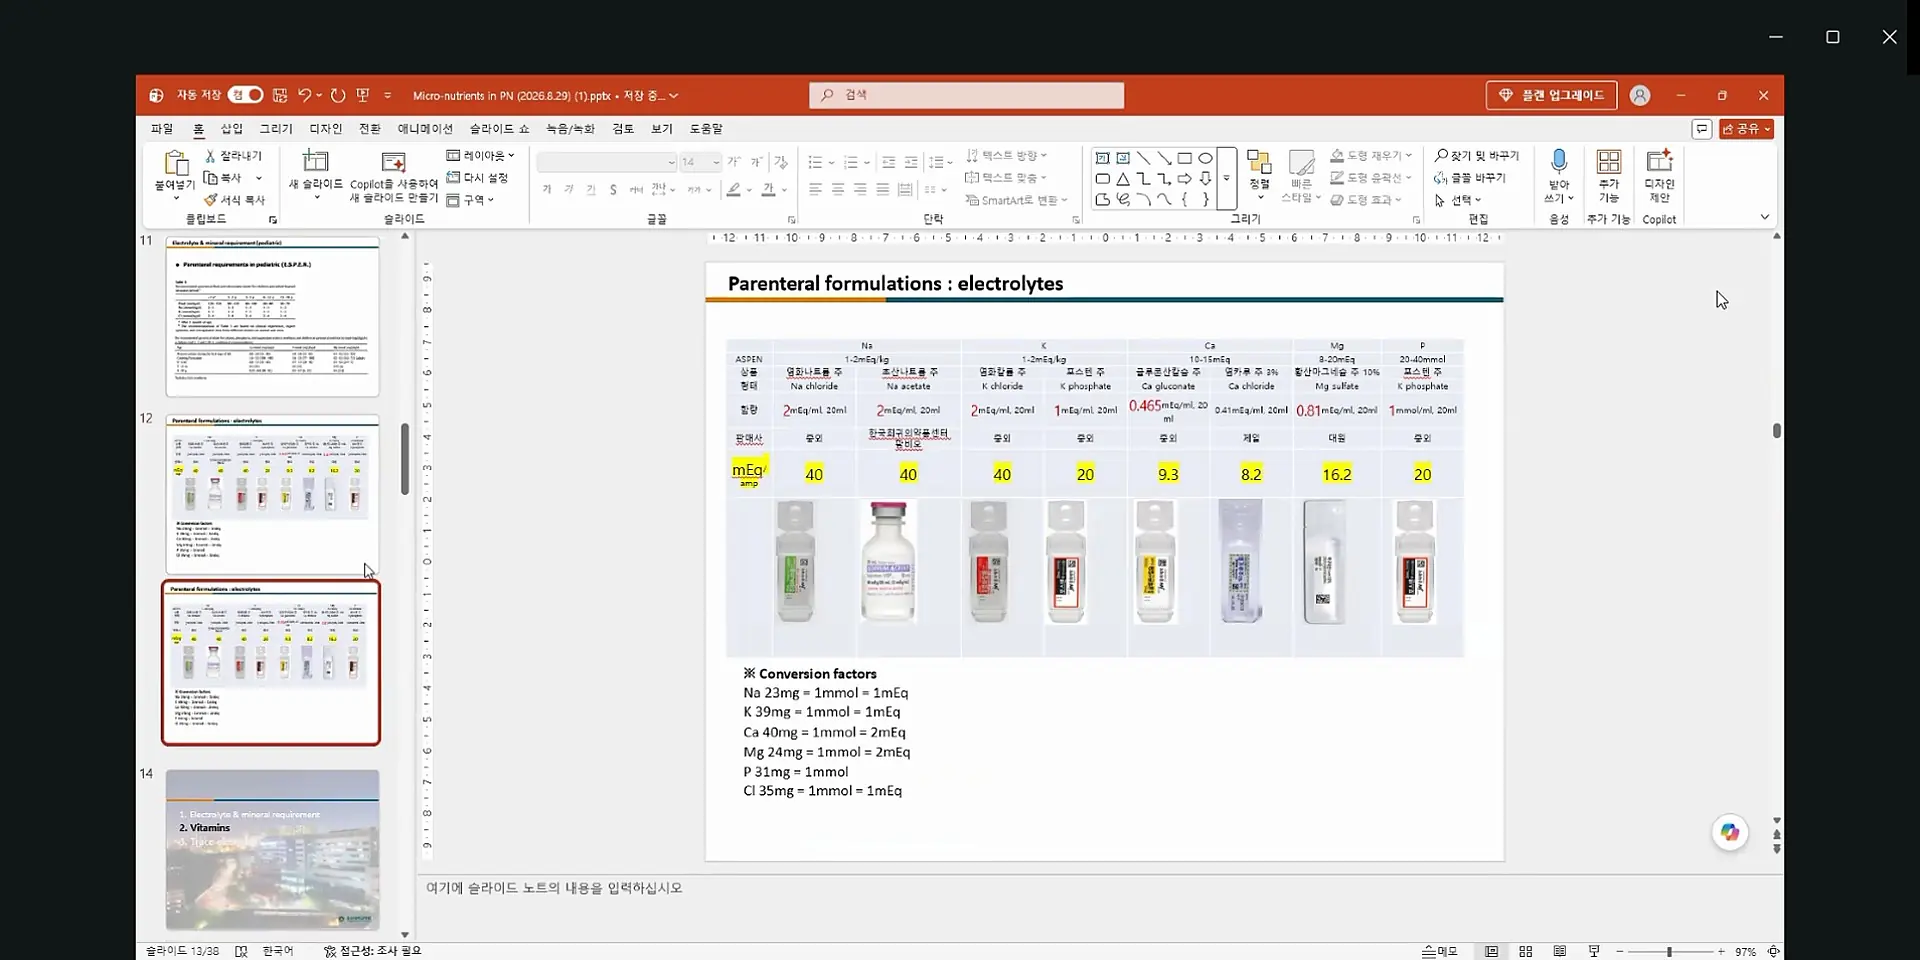 자동 저장 켬 Micro-nutrients in PN (2026.8.29) (1).pptx • 저장 중... 검색 플랜 업그레이드
파일 홈 삽입 그리기 디자인 전환 애니메이션 슬라이드 쇼 녹음/녹화 검토 보기 도움말 공유
붙여넣기 잘라내기 복사 서식 복사 클립보드
새 슬라이드 Copilot을 사용하여 새 슬라이드 만들기 레이아웃 다시 설정 구역 슬라이드
14 가 가 가 가 가 S 글꼴
텍스트 방향 텍스트 맞춤 SmartArt로 변환 단락
정렬 빠른 스타일 도형 채우기 도형 윤곽선 도형 효과 그리기
찾기 및 바꾸기 글꼴 바꾸기 선택 편집
받아쓰기 음성
추가 기능 추가 기능
디자인 제안 Copilot
11
Electrolyte & mineral requirement (pediatric)
Parenteral requirements in pediatric (E.S.P.E.N.)
12
Parenteral formulations : electrolytes
Parenteral formulations : electrolytes
14
1. Electrolyte & mineral requirement
2. Vitamins
Parenteral formulations : electrolytes
Na K Ca Mg P
ASPEN 1-2mEq/kg 1-2mEq/kg 10-15mEq 8-20mEq 20-40mmol
상품 염화나트륨 주 초산나트륨 주 염화칼륨 주 포스텐 주 글루콘산칼슘 주 염카루 주 3% 황산마그네슘 주 10% 포스텐 주
형태 Na chloride Na acetate K chloride K phosphate Ca gluconate Ca chloride Mg sulfate K phosphate
함량 2mEq/ml, 20ml 2mEq/ml, 20ml 2mEq/ml, 20ml 1mEq/ml, 20ml 0.465mEq/ml, 20ml 0.41mEq/ml, 20ml 0.81mEq/ml, 20ml 1mmol/ml, 20ml
판매사 중외 한국희귀의약품센터 중외 중외 중외 제일 대원 중외
mEq/amp 40 40 40 20 9.3 8.2 16.2 20
※ Conversion factors
Na 23mg = 1mmol = 1mEq
K 39mg = 1mmol = 1mEq
Ca 40mg = 1mmol = 2mEq
Mg 24mg = 1mmol = 2mEq
P 31mg = 1mmol
Cl 35mg = 1mmol = 1mEq
여기에 슬라이드 노트의 내용을 입력하십시오
슬라이드 13/38 한국어 접근성: 조사 필요 메모 97%